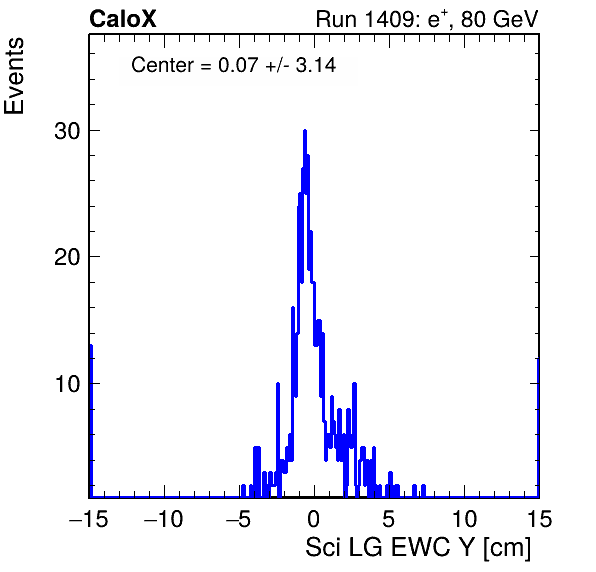 CaloX Run 1409: e⁺, 80 GeV
Events
Center = 0.07 +/- 3.14
30
20
10
−15 −10 −5 0 5 10 15
Sci LG EWC Y [cm]